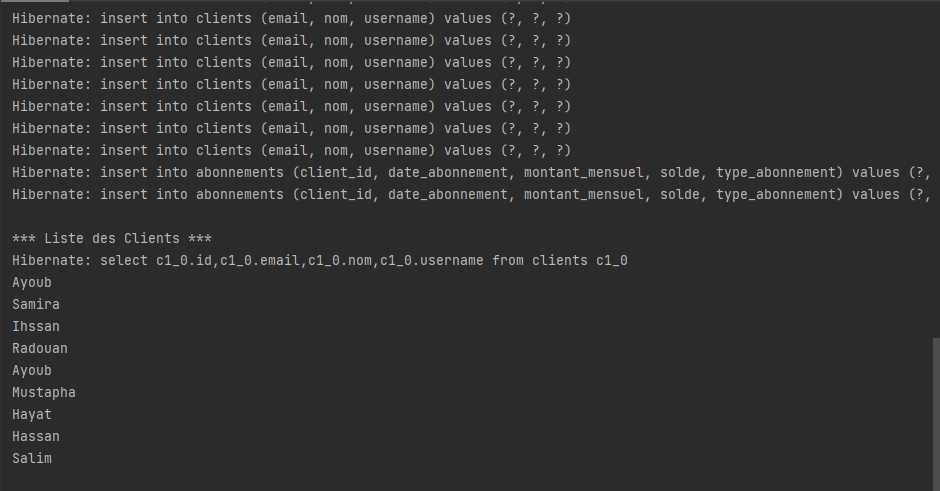 Hibernate: insert into clients (email, nom, username) values (?, ?, ?)
Hibernate: insert into clients (email, nom, username) values (?, ?, ?)
Hibernate: insert into clients (email, nom, username) values (?, ?, ?)
Hibernate: insert into clients (email, nom, username) values (?, ?, ?)
Hibernate: insert into clients (email, nom, username) values (?, ?, ?)
Hibernate: insert into clients (email, nom, username) values (?, ?, ?)
Hibernate: insert into clients (email, nom, username) values (?, ?, ?)
Hibernate: insert into abonnements (client_id, date_abonnement, montant_mensuel, solde, type_abonnement) values (?,
Hibernate: insert into abonnements (client_id, date_abonnement, montant_mensuel, solde, type_abonnement) values (?,
*** Liste des Clients ***
Hibernate: select c1_0.id,c1_0.email,c1_0.nom,c1_0.username from clients c1_0
Ayoub
Samira
Ihssan
Radouan
Ayoub
Mustapha
Hayat
Hassan
Salim